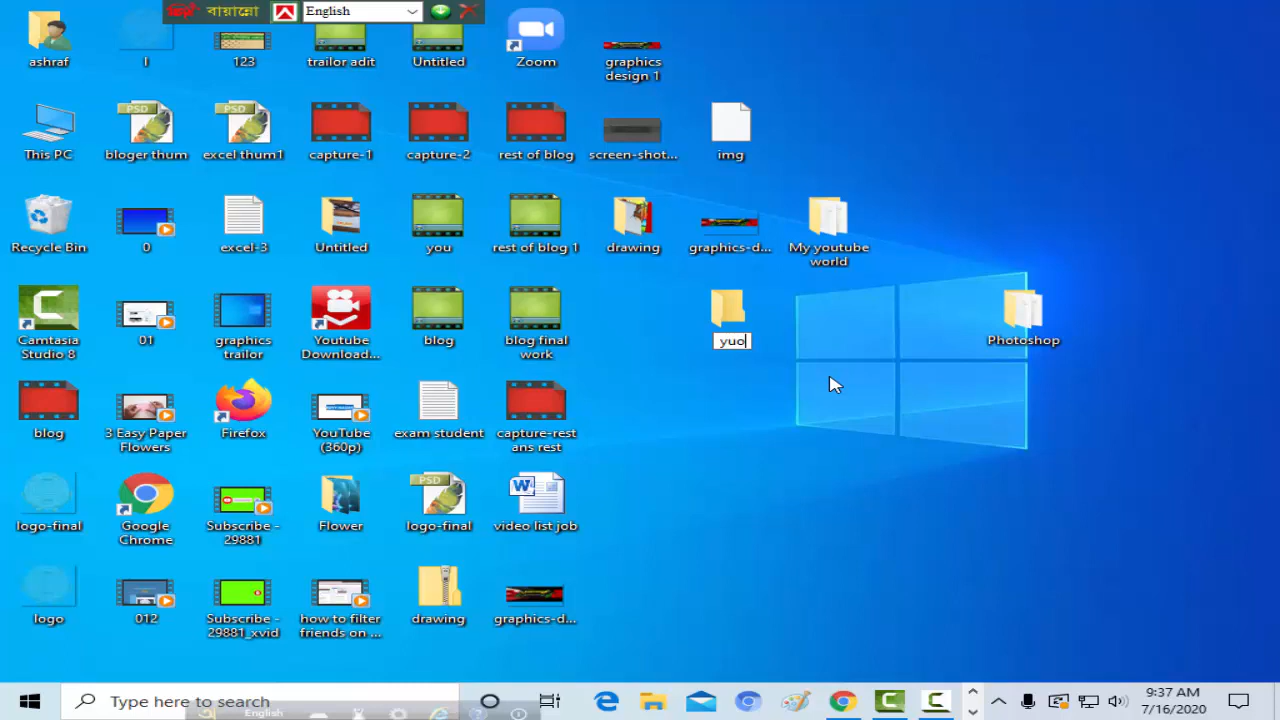 বায়ান্নো English
ashraf
I
123
trailor adit
Untitled
Zoom
graphics
design 1
This PC
PSD
bloger thum
PSD
excel thum1
capture-1
capture-2
rest of blog
screen-shot...
img
Recycle Bin
0
excel-3
Untitled
you
rest of blog 1
drawing
graphics-d...
My youtube
world
Camtasia
Studio 8
01
graphics
trailor
Youtube
Download...
blog
blog final
work
yuo
Photoshop
blog
3 Easy Paper
Flowers
Firefox
YouTube
(360p)
exam student
capture-rest
ans rest
logo-final
Google
Chrome
Subscribe -
29881
Flower
PSD
logo-final
video list job
logo
012
Subscribe -
29881_xvid
how to filter
friends on ...
drawing
graphics-d...
Type here to search
English
9:37 AM
7/16/2020